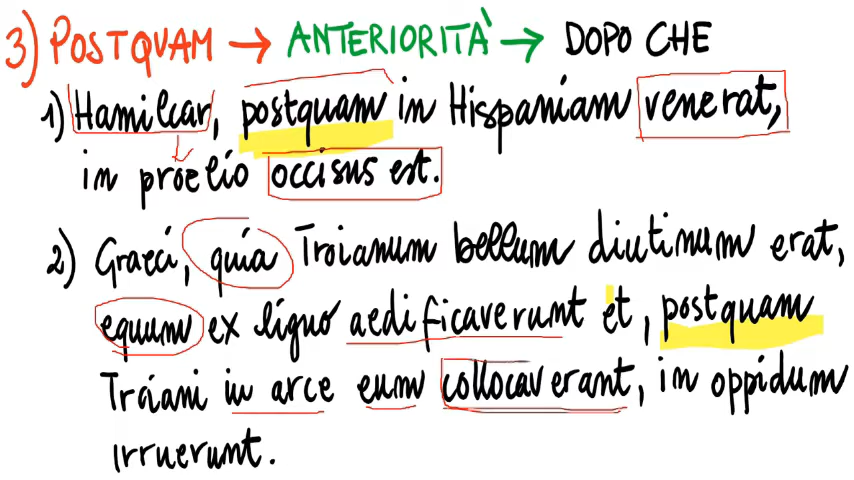 3) POSTQUAM → ANTERIORITÀ → DOPO CHE
1) Hamilcar, postquam in Hispaniam venerat,
in proelio occisus est.
2) Graeci, quia Troianum bellum diutinum erat,
equum ex ligno aedificaverunt et, postquam
Troiani in arce eum collocaverant, in oppidum
irruerunt.